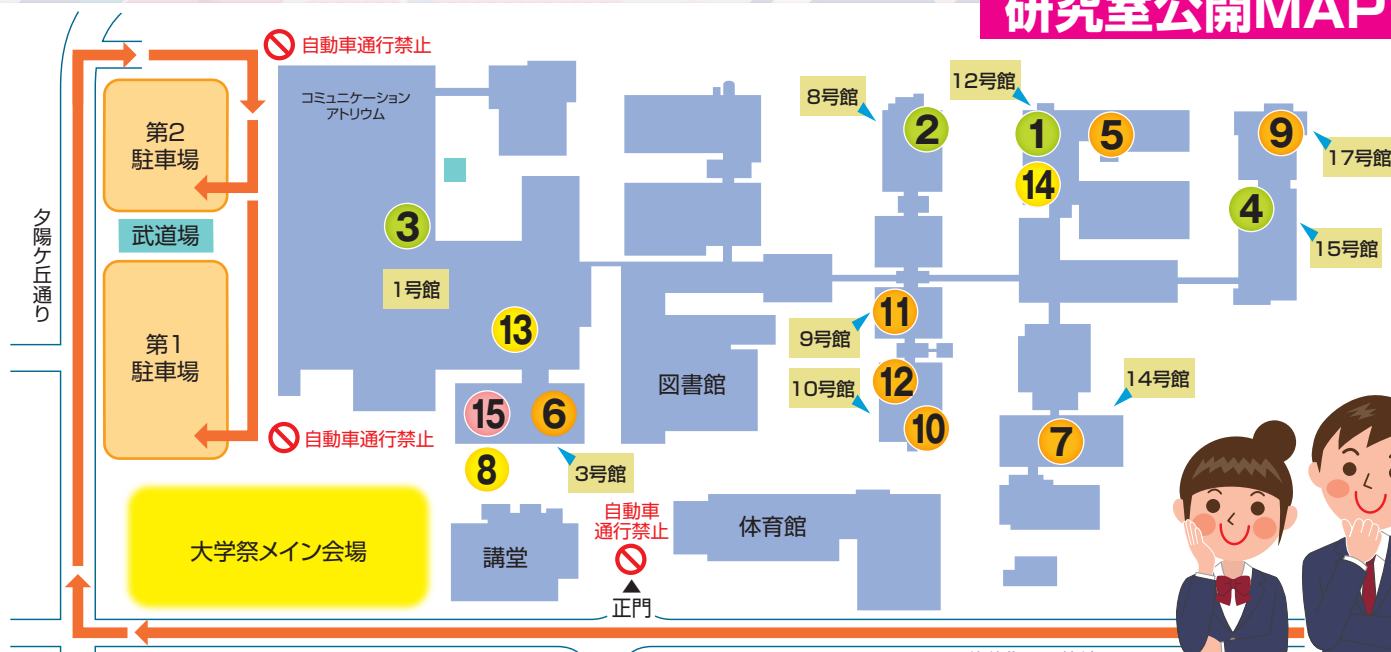 研究室公開MAP
自動車通行禁止
コミュニケーション
アトリウム
第2
駐車場
武道場
第1
駐車場
夕陽ケ丘通り
3
1号館
13
15
6
8
3号館
自動車通行禁止
大学祭メイン会場
講堂
自動車
通行禁止
▲
正門
図書館
体育館
8号館
2
12号館
1
5
14
9
17号館
4
15号館
11
9号館
12
10号館
10
14号館
7